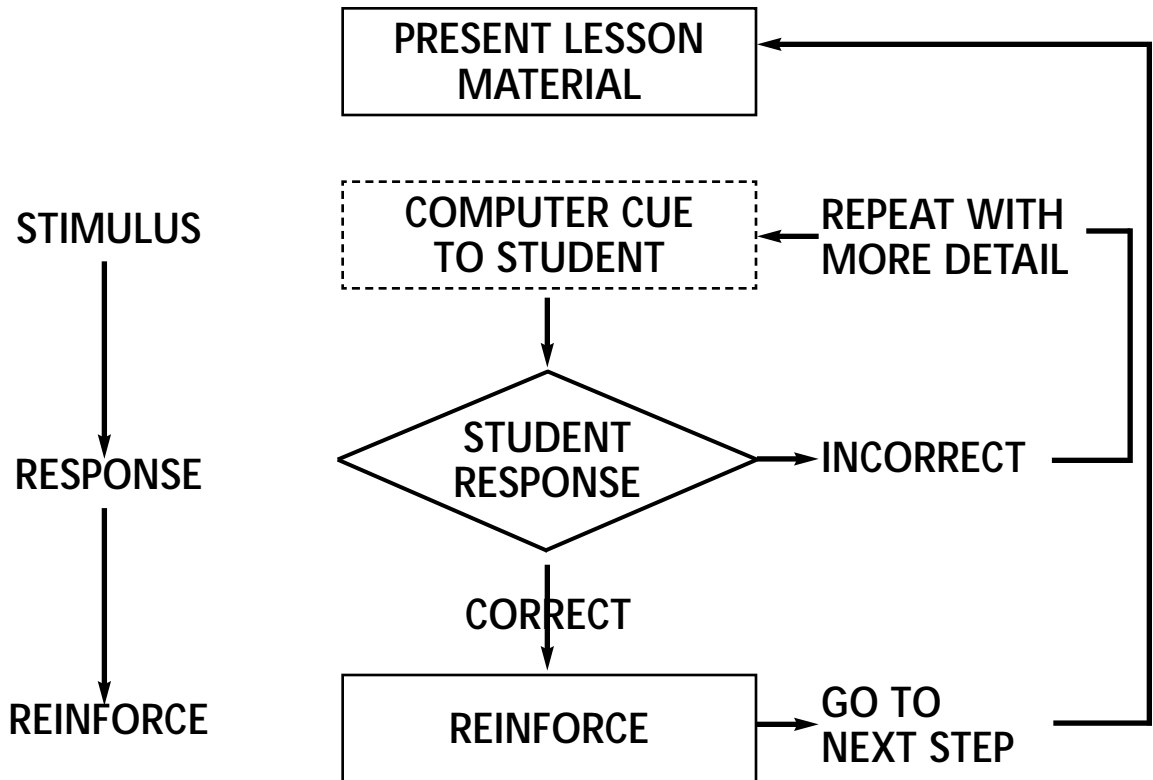 PRESENT LESSON
MATERIAL
STIMULUS
COMPUTER CUE
TO STUDENT
REPEAT WITH
MORE DETAIL
RESPONSE
STUDENT
RESPONSE
INCORRECT
CORRECT
REINFORCE
REINFORCE
GO TO
NEXT STEP